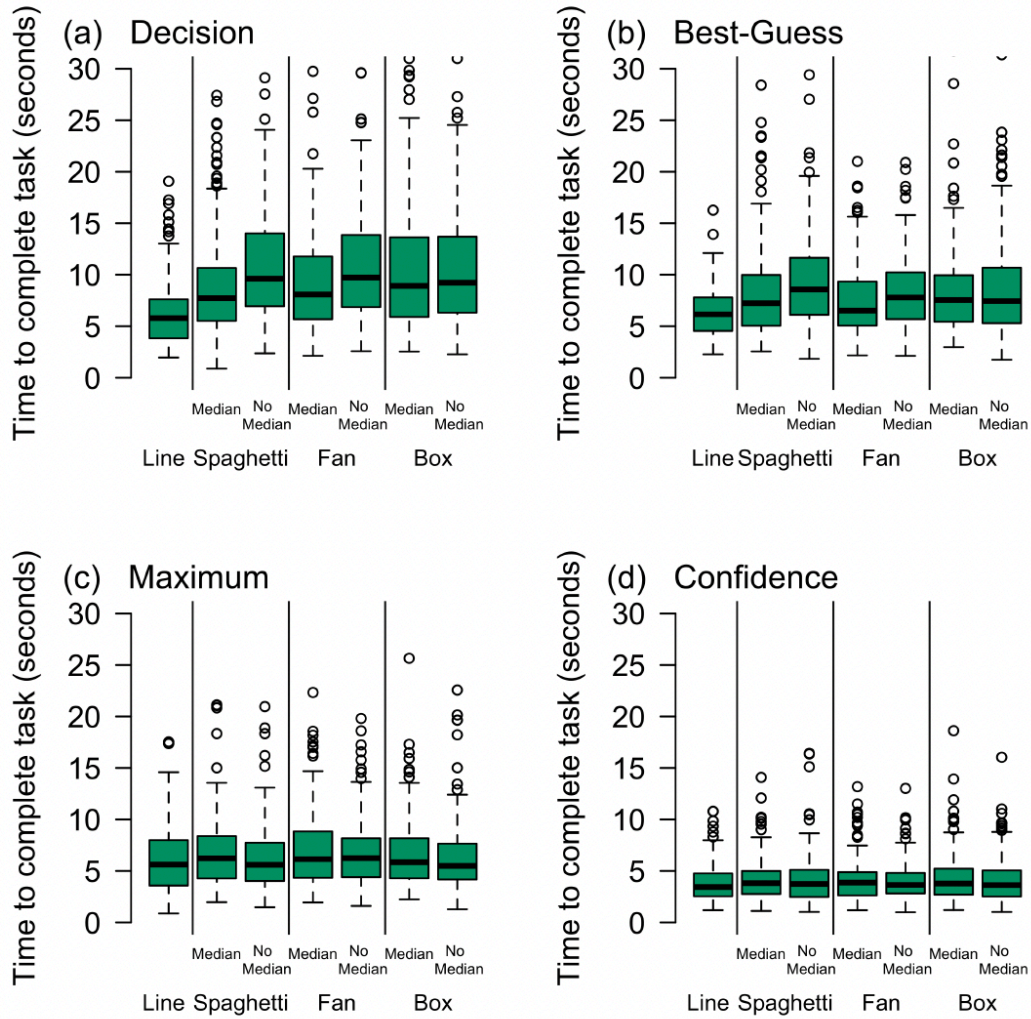 (a) Decision
Time to complete task (seconds)
30
25
20
15
10
5
0
Median No Median Median No Median Median No Median
Line Spaghetti Fan Box
(b) Best-Guess
Time to complete task (seconds)
30
25
20
15
10
5
0
Median No Median Median No Median Median No Median
Line Spaghetti Fan Box
(c) Maximum
Time to complete task (seconds)
30
25
20
15
10
5
0
Median No Median Median No Median Median No Median
Line Spaghetti Fan Box
(d) Confidence
Time to complete task (seconds)
30
25
20
15
10
5
0
Median No Median Median No Median Median No Median
Line Spaghetti Fan Box